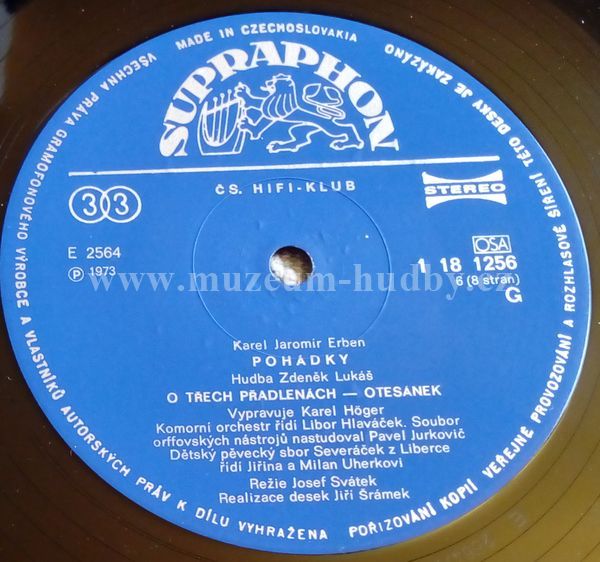 MADE IN CZECHOSLOVAKIA
VŠECHNA PRÁVA GRAMOFONOVÉHO VÝROBCE A VLASTNÍKŮ AUTORSKÝCH PRÁV K DÍLU VYHRAŽENA
POŘIZOVÁNÍ KOPIÍ VEŘEJNÉ PROVOZOVÁNÍ A ROZHLASOVÉ ŠÍŘENÍ TÉTO DESKY JE ZAKÁZÁNO
SUPRAPHON
ČS. HIFI-KLUB
33
STEREO
E 2564
℗ 1973
OSA
1 18 1256
6 (8 stran)
G
www.muzeum-hudby.cz
Karel Jaromír Erben
POHÁDKY
Hudba Zdeněk Lukáš
O TŘECH PŘADLENÁCH — OTESÁNEK
Vypravuje Karel Höger
Komorní orchestr řídí Libor Hlaváček. Soubor
orffovských nástrojů nastudoval Pavel Jurkovič
Dětský pěvecký sbor Severáček z Liberce
řídí Jiřina a Milan Uherkovi
Režie Josef Svátek
Realizace desek Jiří Šrámek